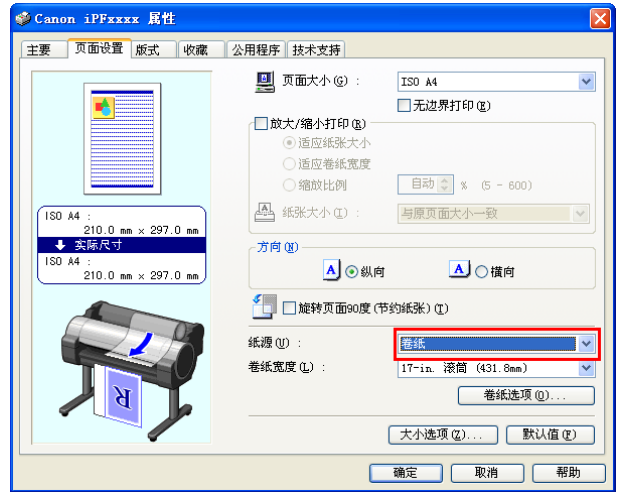 Canon iPFxxxx 属性
主要 页面设置 版式 收藏 公用程序 技术支持
页面大小(G) : ISO A4
无边界打印(E)
放大/缩小打印(R)
适应纸张大小
适应卷纸宽度
缩放比例 自动 % (5 - 600)
纸张大小(I) : 与原页面大小一致
ISO A4 :
210.0 mm × 297.0 mm
实际尺寸
ISO A4 :
210.0 mm × 297.0 mm
方向(N)
A 纵向 A 横向
旋转页面90度(节约纸张)(T)
纸源(U) : 卷纸
卷纸宽度(L) : 17-in. 滚筒 (431.8mm)
卷纸选项(O)...
R
大小选项(Z)... 默认值(F)
确定 取消 帮助